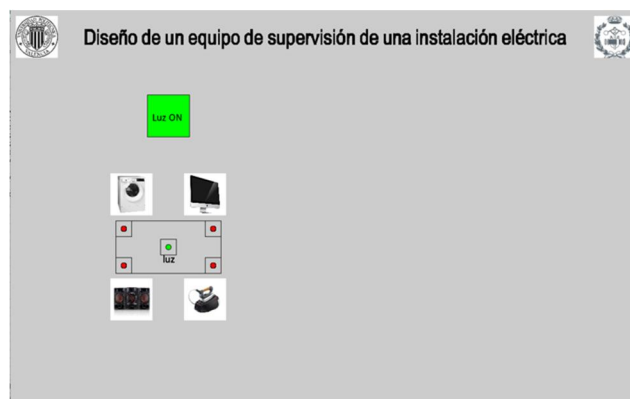 Diseño de un equipo de supervisión de una instalación eléctrica
Luz ON
luz